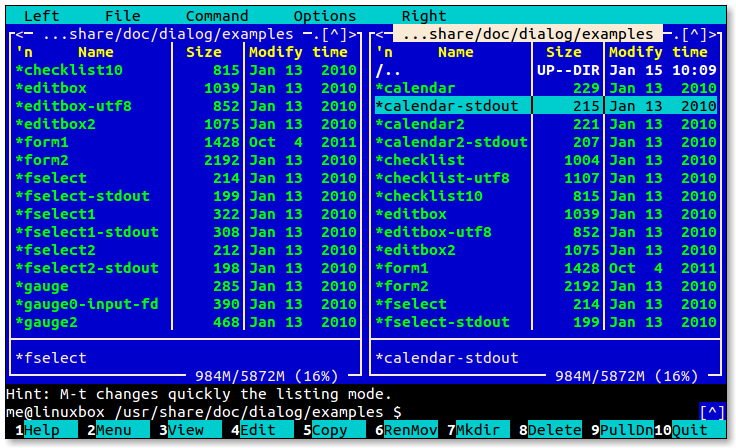 Left File Command Options Right
<— ...share/doc/dialog/examples —.[^]> <— ...share/doc/dialog/examples —.[^]>
'n Name Size Modify time 'n Name Size Modify time
*checklist10 815 Jan 13 2010 /.. UP--DIR Jan 15 10:09
*editbox 1039 Jan 13 2010 *calendar 229 Jan 13 2010
*editbox-utf8 852 Jan 13 2010 *calendar-stdout 215 Jan 13 2010
*editbox2 1075 Jan 13 2010 *calendar2 221 Jan 13 2010
*form1 1428 Oct 4 2011 *calendar2-stdout 207 Jan 13 2010
*form2 2192 Jan 13 2010 *checklist 1004 Jan 13 2010
*fselect 214 Jan 13 2010 *checklist-utf8 1107 Jan 13 2010
*fselect-stdout 199 Jan 13 2010 *checklist10 815 Jan 13 2010
*fselect1 322 Jan 13 2010 *editbox 1039 Jan 13 2010
*fselect1-stdout 308 Jan 13 2010 *editbox-utf8 852 Jan 13 2010
*fselect2 212 Jan 13 2010 *editbox2 1075 Jan 13 2010
*fselect2-stdout 198 Jan 13 2010 *form1 1428 Oct 4 2011
*gauge 285 Jan 13 2010 *form2 2192 Jan 13 2010
*gauge0-input-fd 390 Jan 13 2010 *fselect 214 Jan 13 2010
*gauge2 468 Jan 13 2010 *fselect-stdout 199 Jan 13 2010
*fselect *calendar-stdout
984M/5872M (16%) 984M/5872M (16%)
Hint: M-t changes quickly the listing mode.
me@linuxbox /usr/share/doc/dialog/examples $ [^]
1Help 2Menu 3View 4Edit 5Copy 6RenMov 7Mkdir 8Delete 9PullDn 10Quit